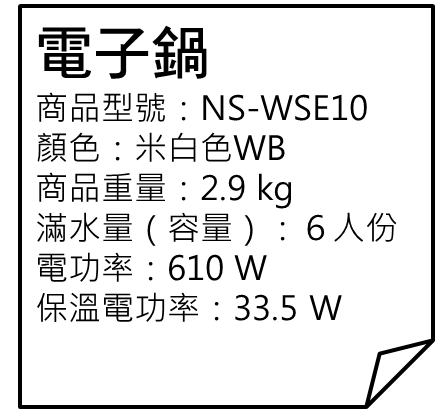 電子鍋
商品型號：NS-WSE10
顏色：米白色WB
商品重量：2.9 kg
滿水量（容量）：6人份
電功率：610 W
保溫電功率：33.5 W